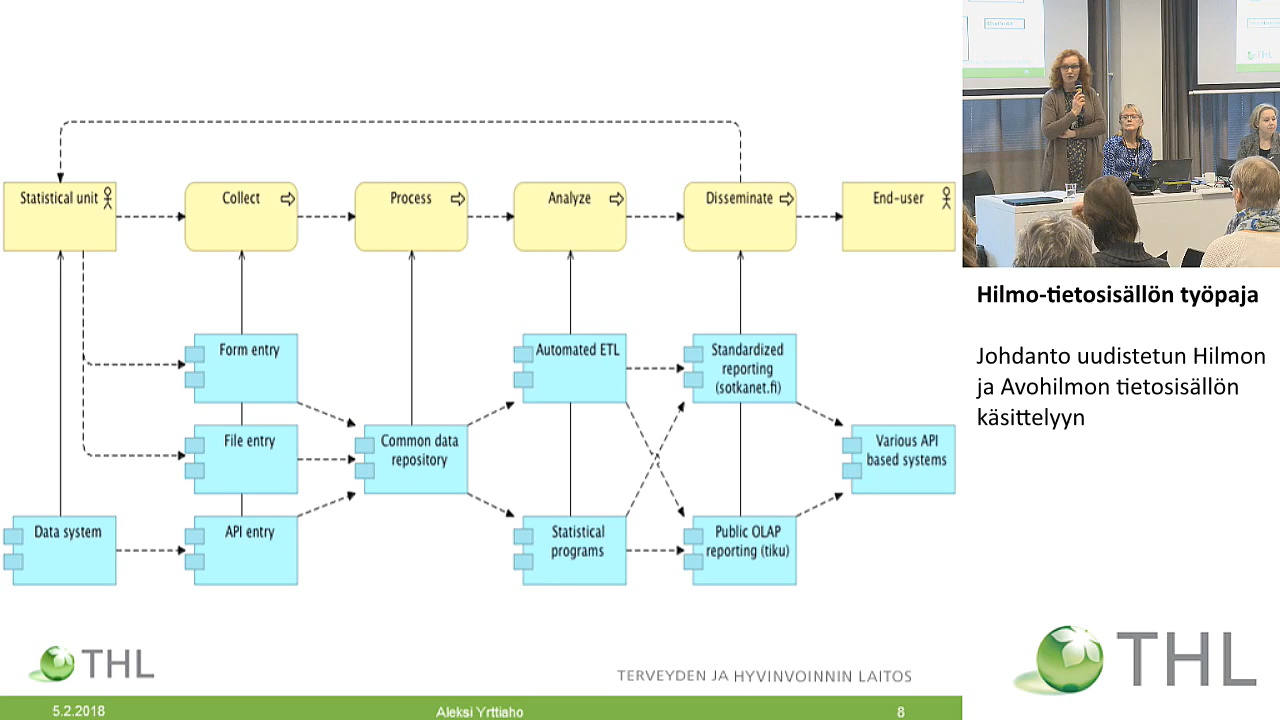 Statistical unit
Collect
Process
Analyze
Disseminate
End-user
Form entry
Automated ETL
Standardized
reporting
(sotkanet.fi)
File entry
Common data
repository
Various API
based systems
Data system
API entry
Statistical
programs
Public OLAP
reporting (tiku)
THL
TERVEYDEN JA HYVINVOINNIN LAITOS
5.2.2018
Aleksi Yrttiaho
8
Hilmo-tietosisällön työpaja
Johdanto uudistetun Hilmon
ja Avohilmon tietosisällön
käsittelyyn
THL